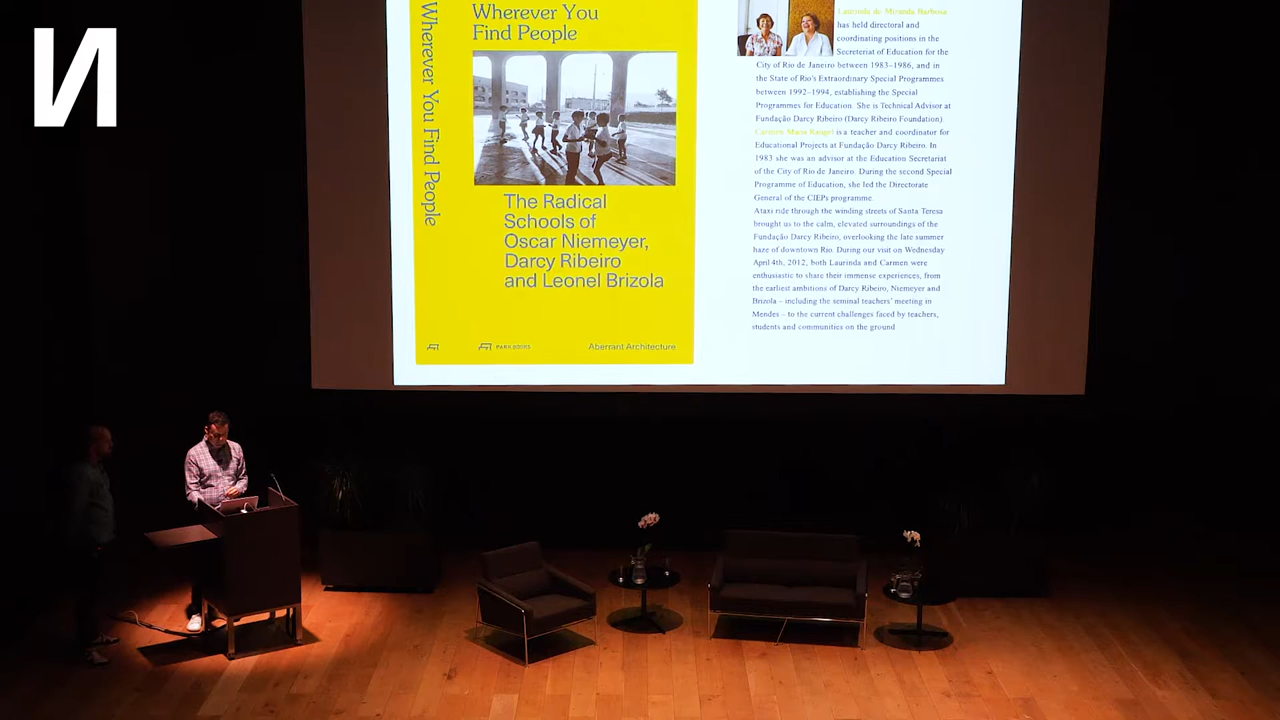 И
Wherever You Find People
Wherever You
Find People
The Radical
Schools of
Oscar Niemeyer,
Darcy Ribeiro
and Leonel Brizola
PARK BOOKS
Aberrant Architecture
Laurinda de Miranda Barbosa
has held directoral and
coordinating positions in the
Secreteriat of Education for the
City of Rio de Janeiro between 1983–1986, and in
the State of Rio's Extraordinary Special Programmes
between 1992–1994, establishing the Special
Programmes for Education. She is Technical Advisor at
Fundação Darcy Ribeiro (Darcy Ribeiro Foundation).
Carmen Maria Rangel is a teacher and coordinator for
Educational Projects at Fundação Darcy Ribeiro. In
1983 she was an advisor at the Education Secretariat
of the City of Rio de Janeiro. During the second Special
Programme of Education, she led the Directorate
General of the CIEPs programme.
Ataxi ride through the winding streets of Santa Teresa
brought us to the calm, elevated surroundings of the
Fundação Darcy Ribeiro, overlooking the late summer
haze of downtown Rio. During our visit on Wednesday
April 4th, 2012, both Laurinda and Carmen were
enthusiastic to share their immense experiences, from
the earliest ambitions of Darcy Ribeiro, Niemeyer and
Brizola – including the seminal teachers' meeting in
Mendes – to the current challenges faced by teachers,
students and communities on the ground